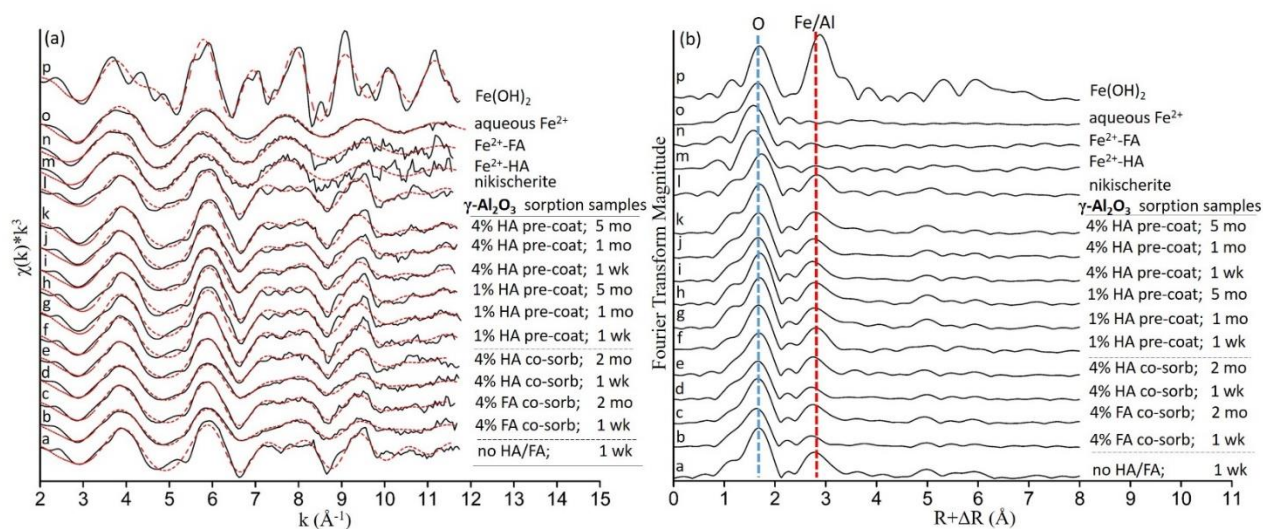 (a)
p
o
n
m
l
k
j
i
h
g
f
e
d
c
b
a
Fe(OH)₂
aqueous Fe²⁺
Fe²⁺-FA
Fe²⁺-HA
nikischerite
γ-Al₂O₃ sorption samples
4% HA pre-coat; 5 mo
4% HA pre-coat; 1 mo
4% HA pre-coat; 1 wk
1% HA pre-coat; 5 mo
1% HA pre-coat; 1 mo
1% HA pre-coat; 1 wk
4% HA co-sorb; 2 mo
4% HA co-sorb; 1 wk
4% FA co-sorb; 2 mo
4% FA co-sorb; 1 wk
no HA/FA; 1 wk
χ(k)*k³
2 3 4 5 6 7 8 9 10 11 12 13 14 15
k (Å⁻¹)
(b)
O
Fe/Al
p
o
n
m
l
k
j
i
h
g
f
e
d
c
b
a
Fe(OH)₂
aqueous Fe²⁺
Fe²⁺-FA
Fe²⁺-HA
nikischerite
γ-Al₂O₃ sorption samples
4% HA pre-coat; 5 mo
4% HA pre-coat; 1 mo
4% HA pre-coat; 1 wk
1% HA pre-coat; 5 mo
1% HA pre-coat; 1 mo
1% HA pre-coat; 1 wk
4% HA co-sorb; 2 mo
4% HA co-sorb; 1 wk
4% FA co-sorb; 2 mo
4% FA co-sorb; 1 wk
no HA/FA; 1 wk
Fourier Transform Magnitude
0 1 2 3 4 5 6 7 8 9 10 11
R+ΔR (Å)